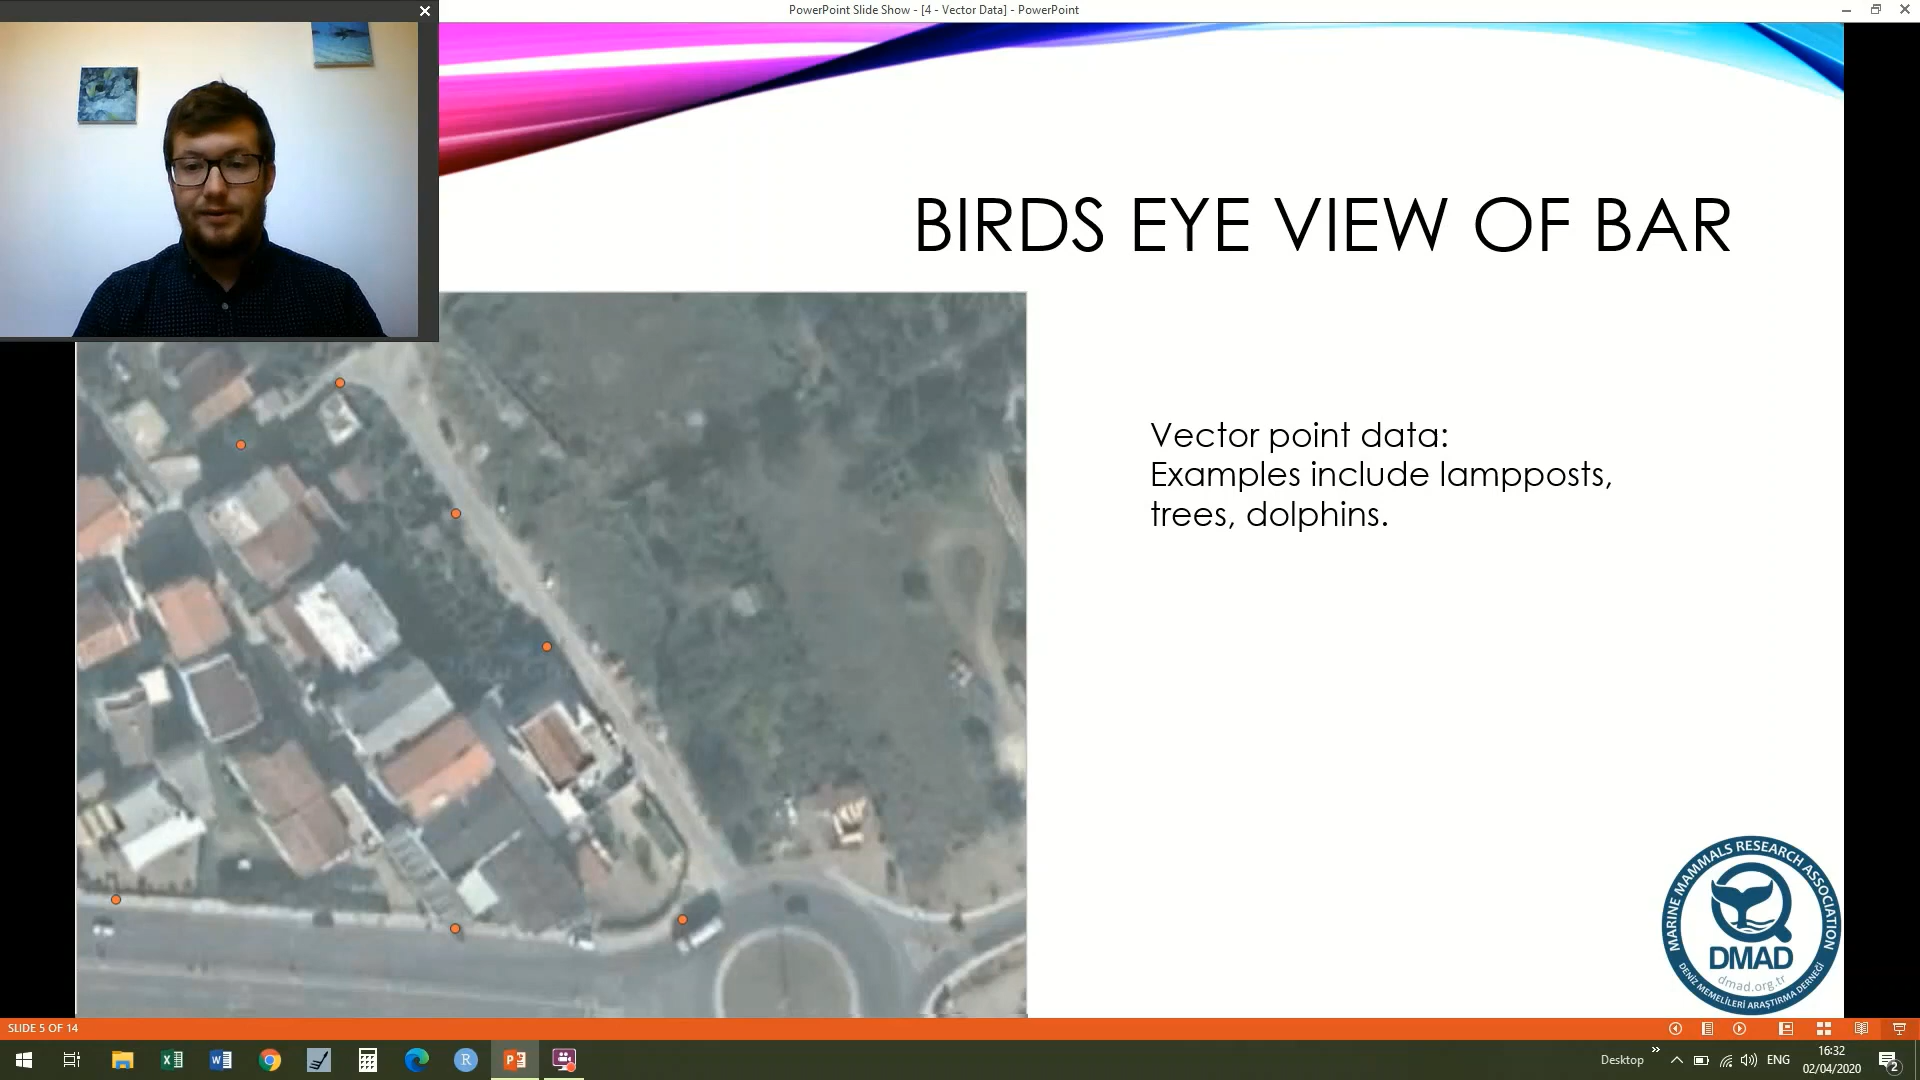 PowerPoint Slide Show - [4 - Vector Data] - PowerPoint
BIRDS EYE VIEW OF BAR
Vector point data:
Examples include lampposts,
trees, dolphins.
MARINE MAMMALS RESEARCH ASSOCIATION
DMAD
dmad.org.tr
DENİZ MEMELİLERİ ARAŞTIRMA DERNEĞİ
SLIDE 5 OF 14
Desktop
ENG
16:32
02/04/2020
2